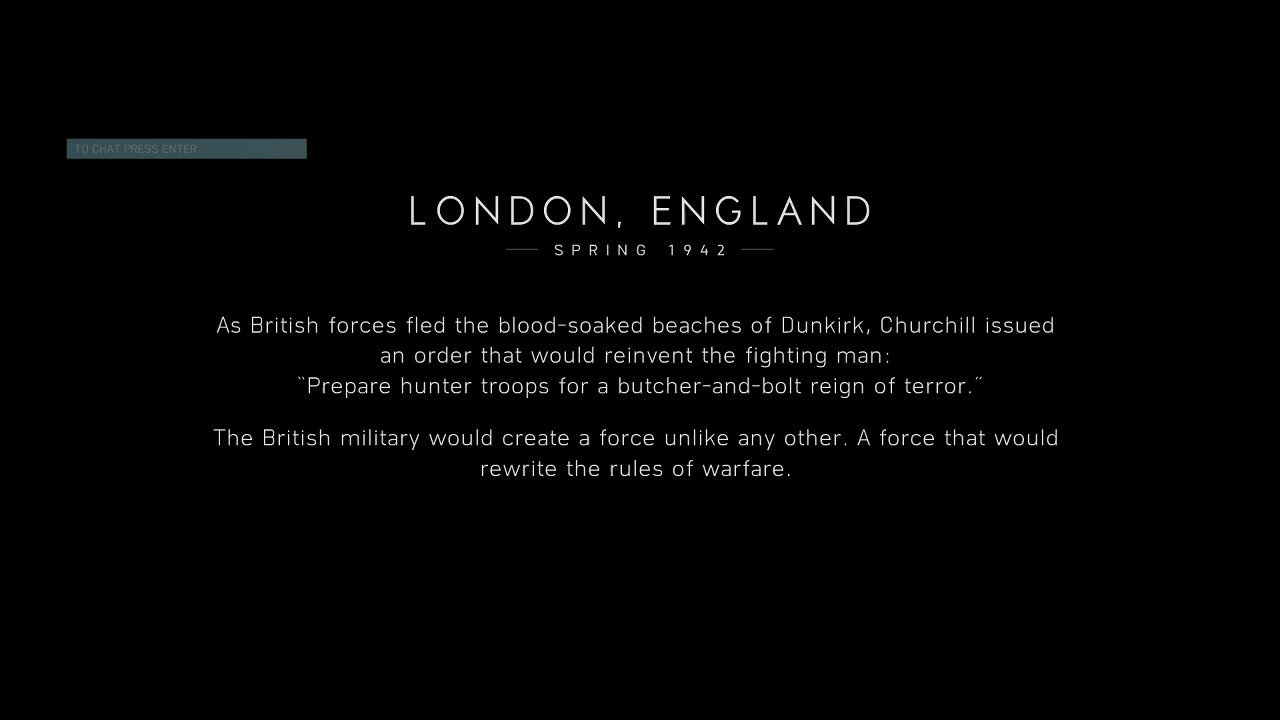 TO CHAT PRESS ENTER
LONDON, ENGLAND
SPRING 1942
As British forces fled the blood-soaked beaches of Dunkirk, Churchill issued
an order that would reinvent the fighting man:
``Prepare hunter troops for a butcher-and-bolt reign of terror.˝
The British military would create a force unlike any other. A force that would
rewrite the rules of warfare.